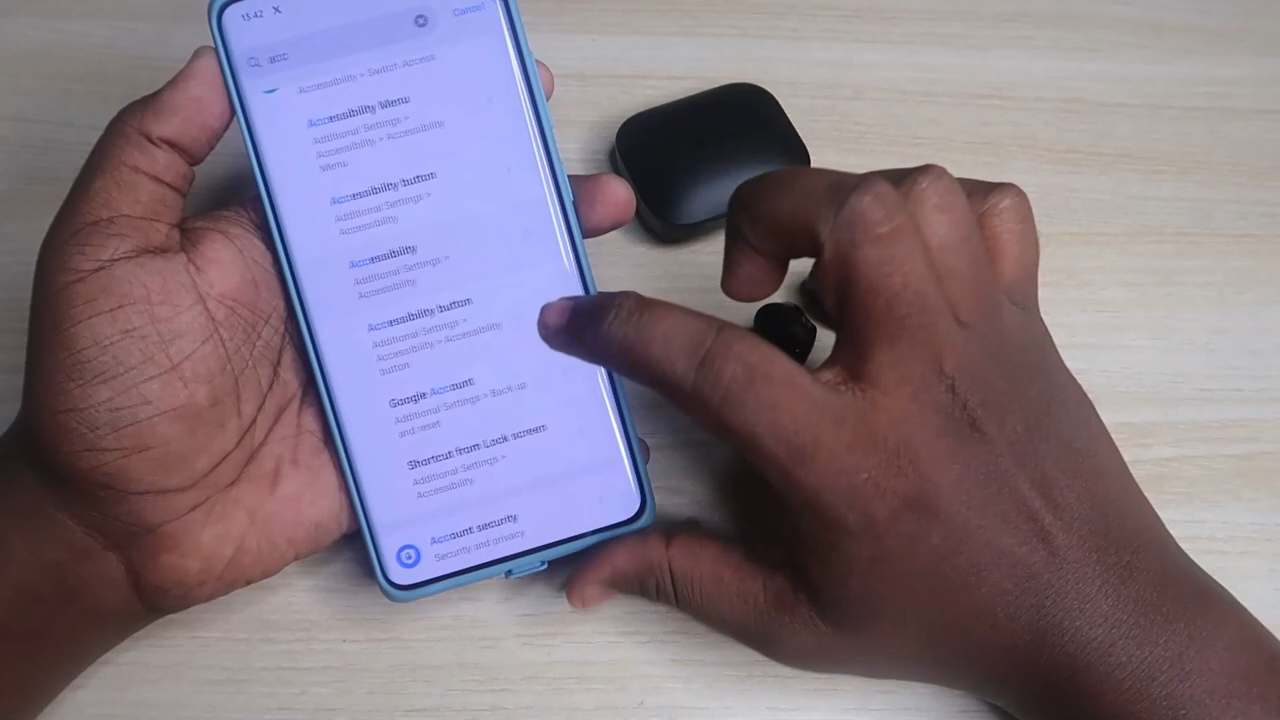 15:42 X
Cancel
acc
Accessibility > Switch Access
Accessibility Menu
Additional Settings >
Accessibility > Accessibility
Menu
Accessibility button
Additional Settings >
Accessibility
Accessibility
Additional Settings >
Accessibility
Accessibility button
Additional Settings >
Accessibility > Accessibility
button
Google Account
Additional Settings > Back up
and reset
Shortcut from Lock screen
Additional Settings >
Accessibility
Account security
Security and privacy